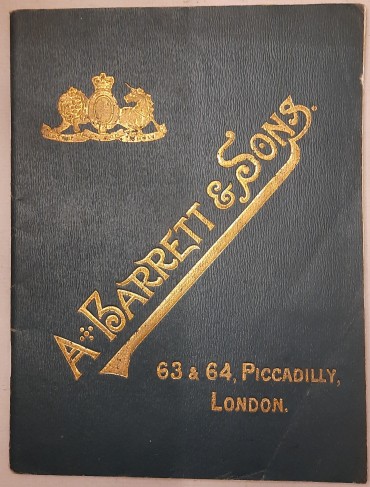 A. BARRETT & SONS.
63 & 64, PICCADILLY,
LONDON.